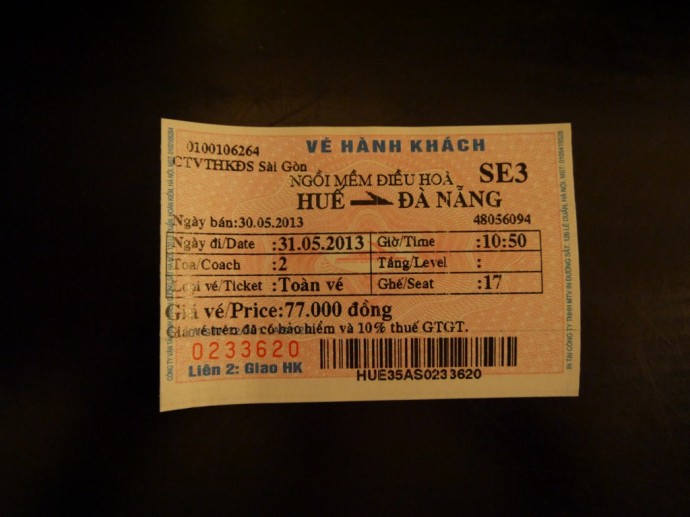 VÉ HÀNH KHÁCH
0100106264
CTVTHKĐS Sài Gòn
NGỒI MỀM ĐIỀU HOÀ
SE3
HUẾ ĐÀ NẴNG
Ngày bán:30.05.2013
48056094
Ngày đi/Date :31.05.2013 Giờ/Time :10:50
Toa/Coach :2 Tầng/Level :
Loại vé/Ticket :Toàn vé Ghế/Seat :17
Giá vé/Price:77.000 đồng
Giá vé trên đã có bảo hiểm và 10% thuế GTGT.
0233620
Liên 2: Giao HK
HUE35AS0233620